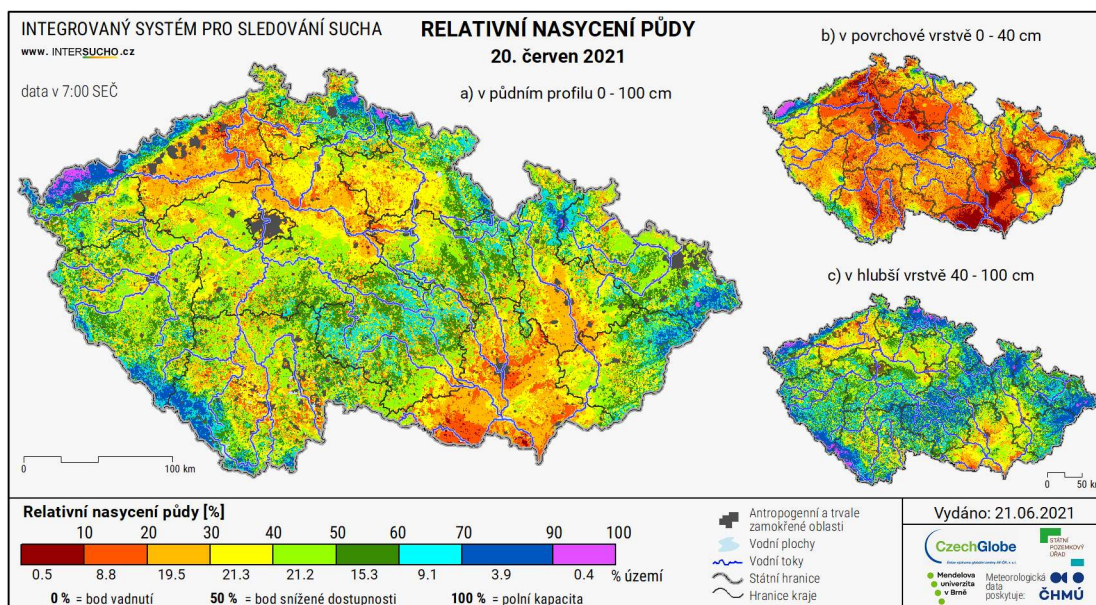 INTEGROVANÝ SYSTÉM PRO SLEDOVÁNÍ SUCHA
www. INTERSUCHO.cz
data v 7:00 SEČ
RELATIVNÍ NASYCENÍ PŮDY
20. červen 2021
a) v půdním profilu 0 - 100 cm
b) v povrchové vrstvě 0 - 40 cm
c) v hlubší vrstvě 40 - 100 cm
0 100 km
0 50 km
Relativní nasycení půdy [%]
10 20 30 40 50 60 70 90 100
0.5 8.8 19.5 21.3 21.2 15.3 9.1 3.9 0.4 % území
0 % = bod vadnutí 50 % = bod snížené dostupnosti 100 % = polní kapacita
Antropogenní a trvale
zamokřené oblasti
Vodní plochy
Vodní toky
Státní hranice
Hranice kraje
Vydáno: 21.06.2021
CzechGlobe
STÁTNÍ
POZEMKOVÝ
ÚŘAD
Mendelova
univerzita
v Brně
Meteorologická
data
poskytuje:
ČHMÚ